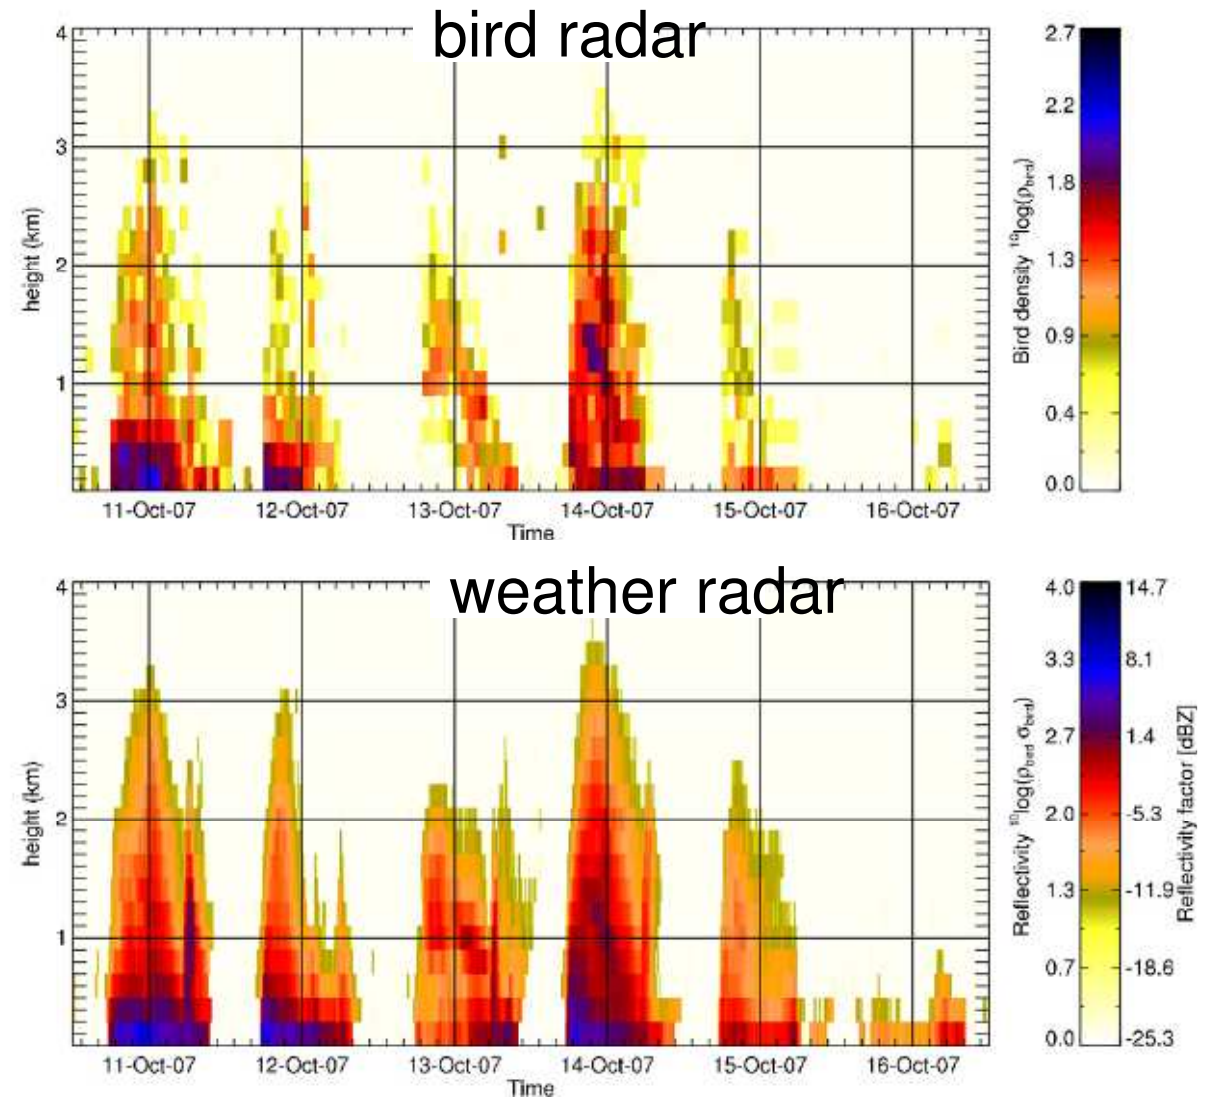 bird radar
4
3
2
1
height (km)
11-Oct-07 12-Oct-07 13-Oct-07 14-Oct-07 15-Oct-07 16-Oct-07
Time
2.7
2.2
1.8
1.3
0.9
0.4
0.0
Bird density ¹⁰log(ρbird)
weather radar
4
3
2
1
height (km)
11-Oct-07 12-Oct-07 13-Oct-07 14-Oct-07 15-Oct-07 16-Oct-07
Time
4.0 14.7
3.3 8.1
2.7 1.4
2.0 -5.3
1.3 -11.9
0.7 -18.6
0.0 -25.3
Reflectivity ¹⁰log(ρbird σbird)
Reflectivity factor [dBZ]